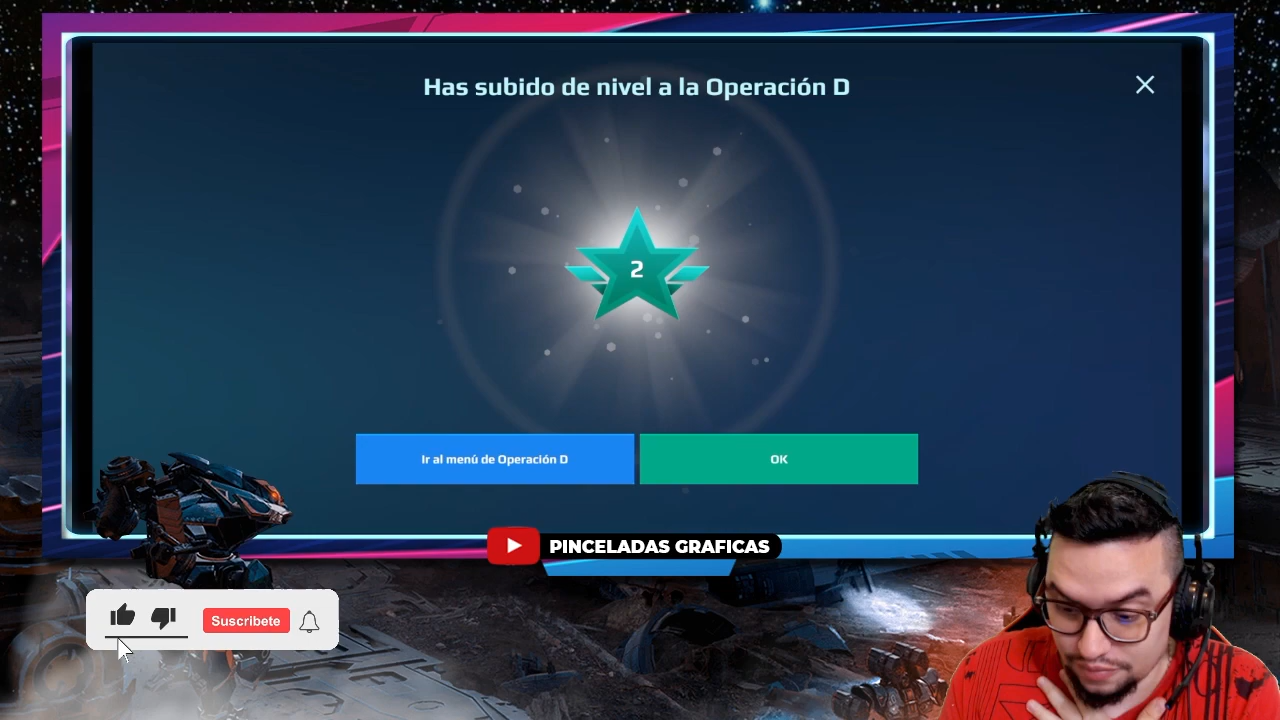 Has subido de nivel a la Operación D
2
Ir al menú de Operación D
OK
PINCELADAS GRAFICAS
Suscribete